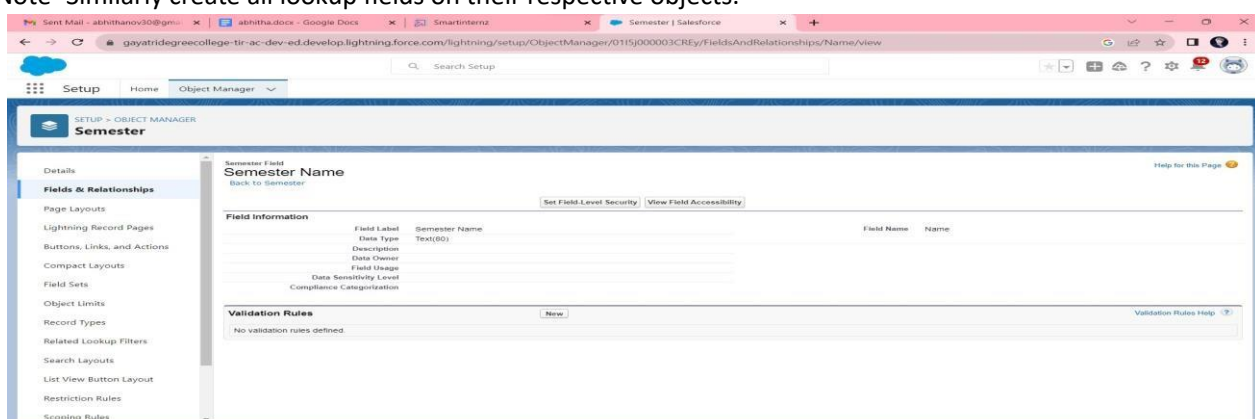 Note- Similarly create all lookup fields on their respective objects.
Sent Mail - abhithanov30@gma
abhitha.docx - Google Docs
Smartinternz
Semester | Salesforce
gayatridegreecollege-tir-ac-dev-ed.develop.lightning.force.com/lightning/setup/ObjectManager/01I5j000003CREy/FieldsAndRelationships/Name/view
Search Setup
12
Setup Home Object Manager
SETUP > OBJECT MANAGER
Semester
Details
Fields & Relationships
Page Layouts
Lightning Record Pages
Buttons, Links, and Actions
Compact Layouts
Field Sets
Object Limits
Record Types
Related Lookup Filters
Search Layouts
List View Button Layout
Restriction Rules
Scoping Rules
Semester Field
Semester Name
Back to Semester
Help for this Page
Set Field-Level Security View Field Accessibility
Field Information
Field Label Semester Name Field Name Name
Data Type Text(80)
Description
Data Owner
Field Usage
Data Sensitivity Level
Compliance Categorization
Validation Rules New Validation Rules Help ?
No validation rules defined.